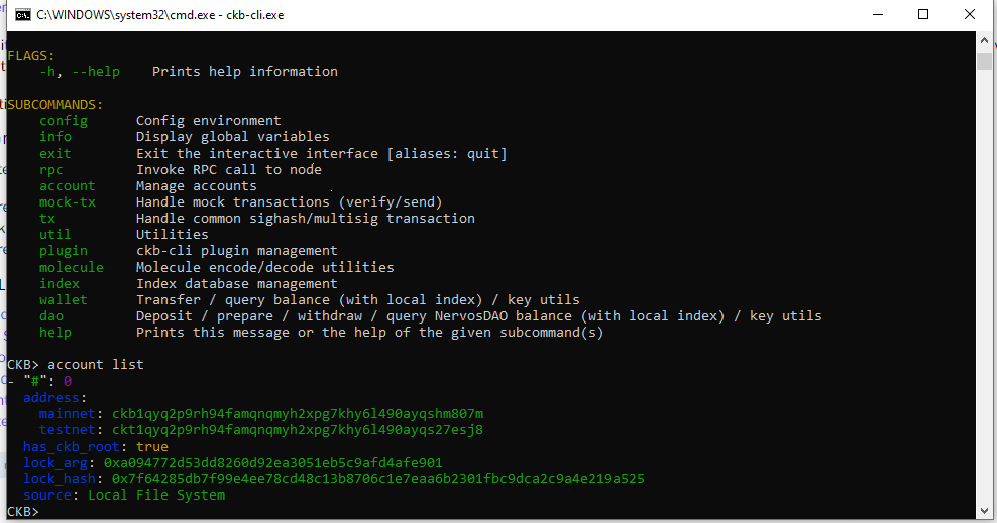 C:\WINDOWS\system32\cmd.exe - ckb-cli.exe
FLAGS:
    -h, --help    Prints help information
SUBCOMMANDS:
    config      Config environment
    info        Display global variables
    exit        Exit the interactive interface [aliases: quit]
    rpc         Invoke RPC call to node
    account     Manage accounts
    mock-tx     Handle mock transactions (verify/send)
    tx          Handle common sighash/multisig transaction
    util        Utilities
    plugin      ckb-cli plugin management
    molecule    Molecule encode/decode utilities
    index       Index database management
    wallet      Transfer / query balance (with local index) / key utils
    dao         Deposit / prepare / withdraw / query NervosDAO balance (with local index) / key utils
    help        Prints this message or the help of the given subcommand(s)
CKB> account list
- "#": 0
  address:
    mainnet: ckb1qyq2p9rh94famqnqmyh2xpg7khy6l490ayqshm807m
    testnet: ckt1qyq2p9rh94famqnqmyh2xpg7khy6l490ayqs27esj8
  has_ckb_root: true
  lock_arg: 0xa094772d53dd8260d92ea3051eb5c9afd4afe901
  lock_hash: 0x7f64285db7f99e4ee78cd48c13b8706c1e7eaa6b2301fbc9dca2c9a4e219a525
  source: Local File System
CKB>